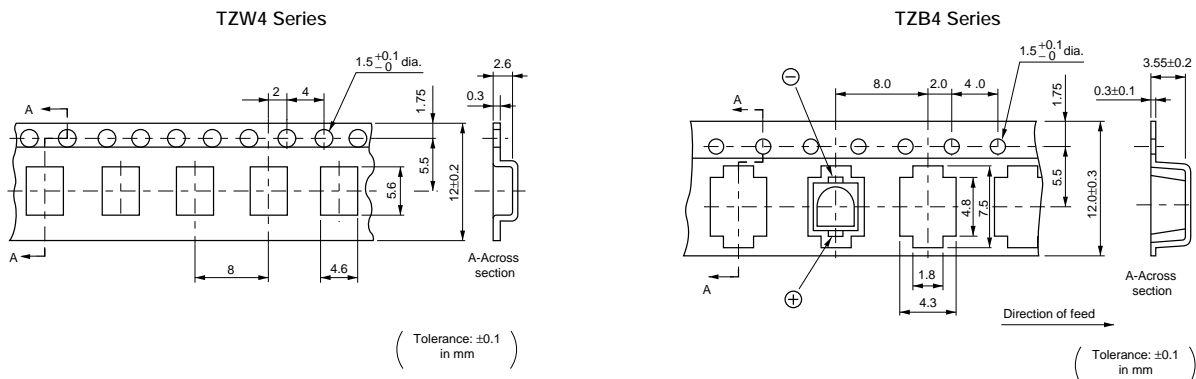 TZW4 Series
1.5 +0.1 −0 dia.
2.6
2
4
0.3
1.75
A
5.5
5.6
12±0.2
A
8
4.6
A-Across
section
Tolerance: ±0.1
in mm
TZB4 Series
1.5 +0.1 −0 dia.
3.55±0.2
8.0
2.0
4.0
0.3±0.1
1.75
A
5.5
4.8
7.5
12.0±0.3
A
1.8
4.3
A-Across
section
Direction of feed
Tolerance: ±0.1
in mm